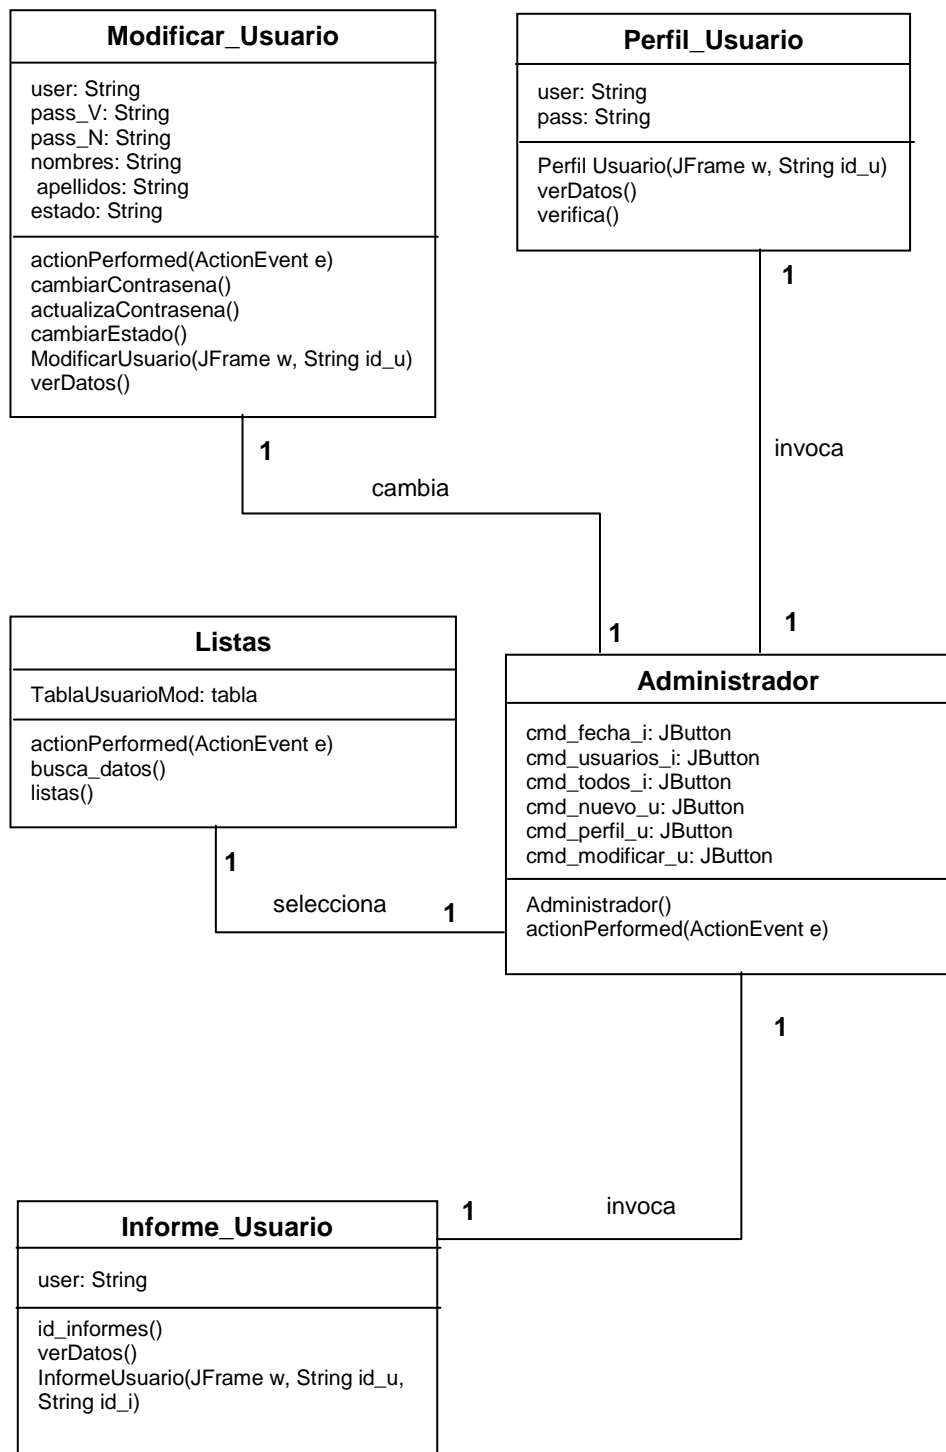 Modificar_Usuario
user: String
pass_V: String
pass_N: String
nombres: String
apellidos: String
estado: String
actionPerformed(ActionEvent e)
cambiarContrasena()
actualizaContrasena()
cambiarEstado()
ModificarUsuario(JFrame w, String id_u)
verDatos()
Perfil_Usuario
user: String
pass: String
Perfil Usuario(JFrame w, String id_u)
verDatos()
verifica()
1
1
invoca
cambia
1
1
Listas
TablaUsuarioMod: tabla
actionPerformed(ActionEvent e)
busca_datos()
listas()
Administrador
cmd_fecha_i: JButton
cmd_usuarios_i: JButton
cmd_todos_i: JButton
cmd_nuevo_u: JButton
cmd_perfil_u: JButton
cmd_modificar_u: JButton
Administrador()
actionPerformed(ActionEvent e)
1
selecciona
1
1
Informe_Usuario
user: String
id_informes()
verDatos()
InformeUsuario(JFrame w, String id_u,
String id_i)
1
invoca